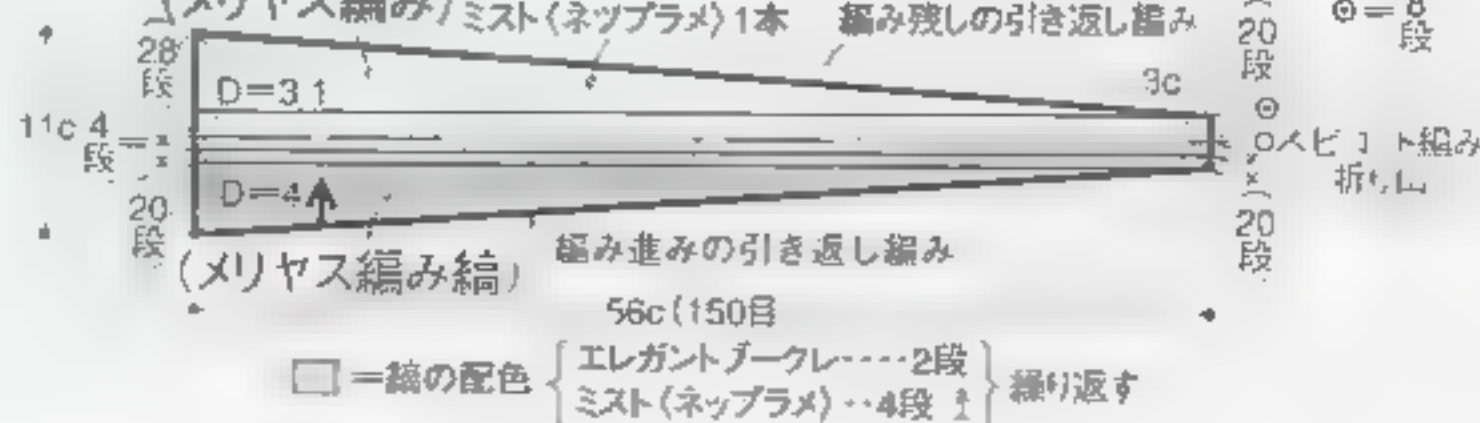 (メリヤス編み)
ミスト(ネップラメ)1本
編み残しの引き返し編み
28段
D=3
3c
20段
⊙=
段
11c
4段=
D=4
20段
20段
折り山
(メリヤス編み縞)
編み進みの引き返し編み
56c(150目
□=縞の配色
エレガントブークレ‥‥2段
ミスト(ネップラメ)‥4段
繰り返す